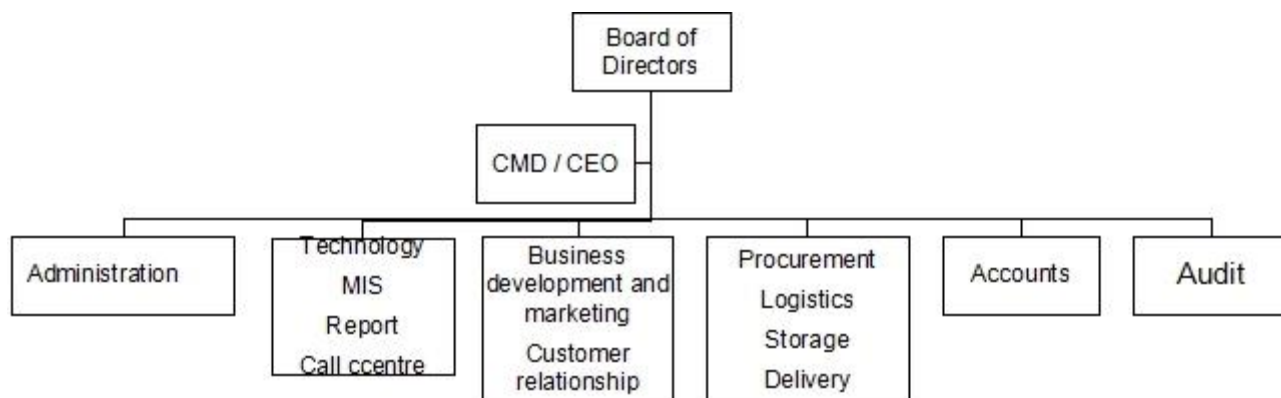 Board of
Directors
CMD / CEO
Administration
Technology
MIS
Report
Call ccentre
Business
development and
marketing
Customer
relationship
Procurement
Logistics
Storage
Delivery
Accounts
Audit